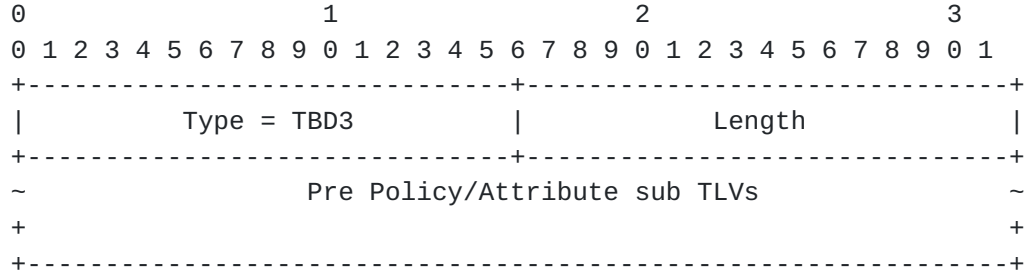 0                   1                   2                   3
0 1 2 3 4 5 6 7 8 9 0 1 2 3 4 5 6 7 8 9 0 1 2 3 4 5 6 7 8 9 0 1
+-------------------------------+-------------------------------+
|          Type = TBD3          |            Length             |
+-------------------------------+-------------------------------+
~                  Pre Policy/Attribute sub TLVs                ~
+                                                               +
+---------------------------------------------------------------+